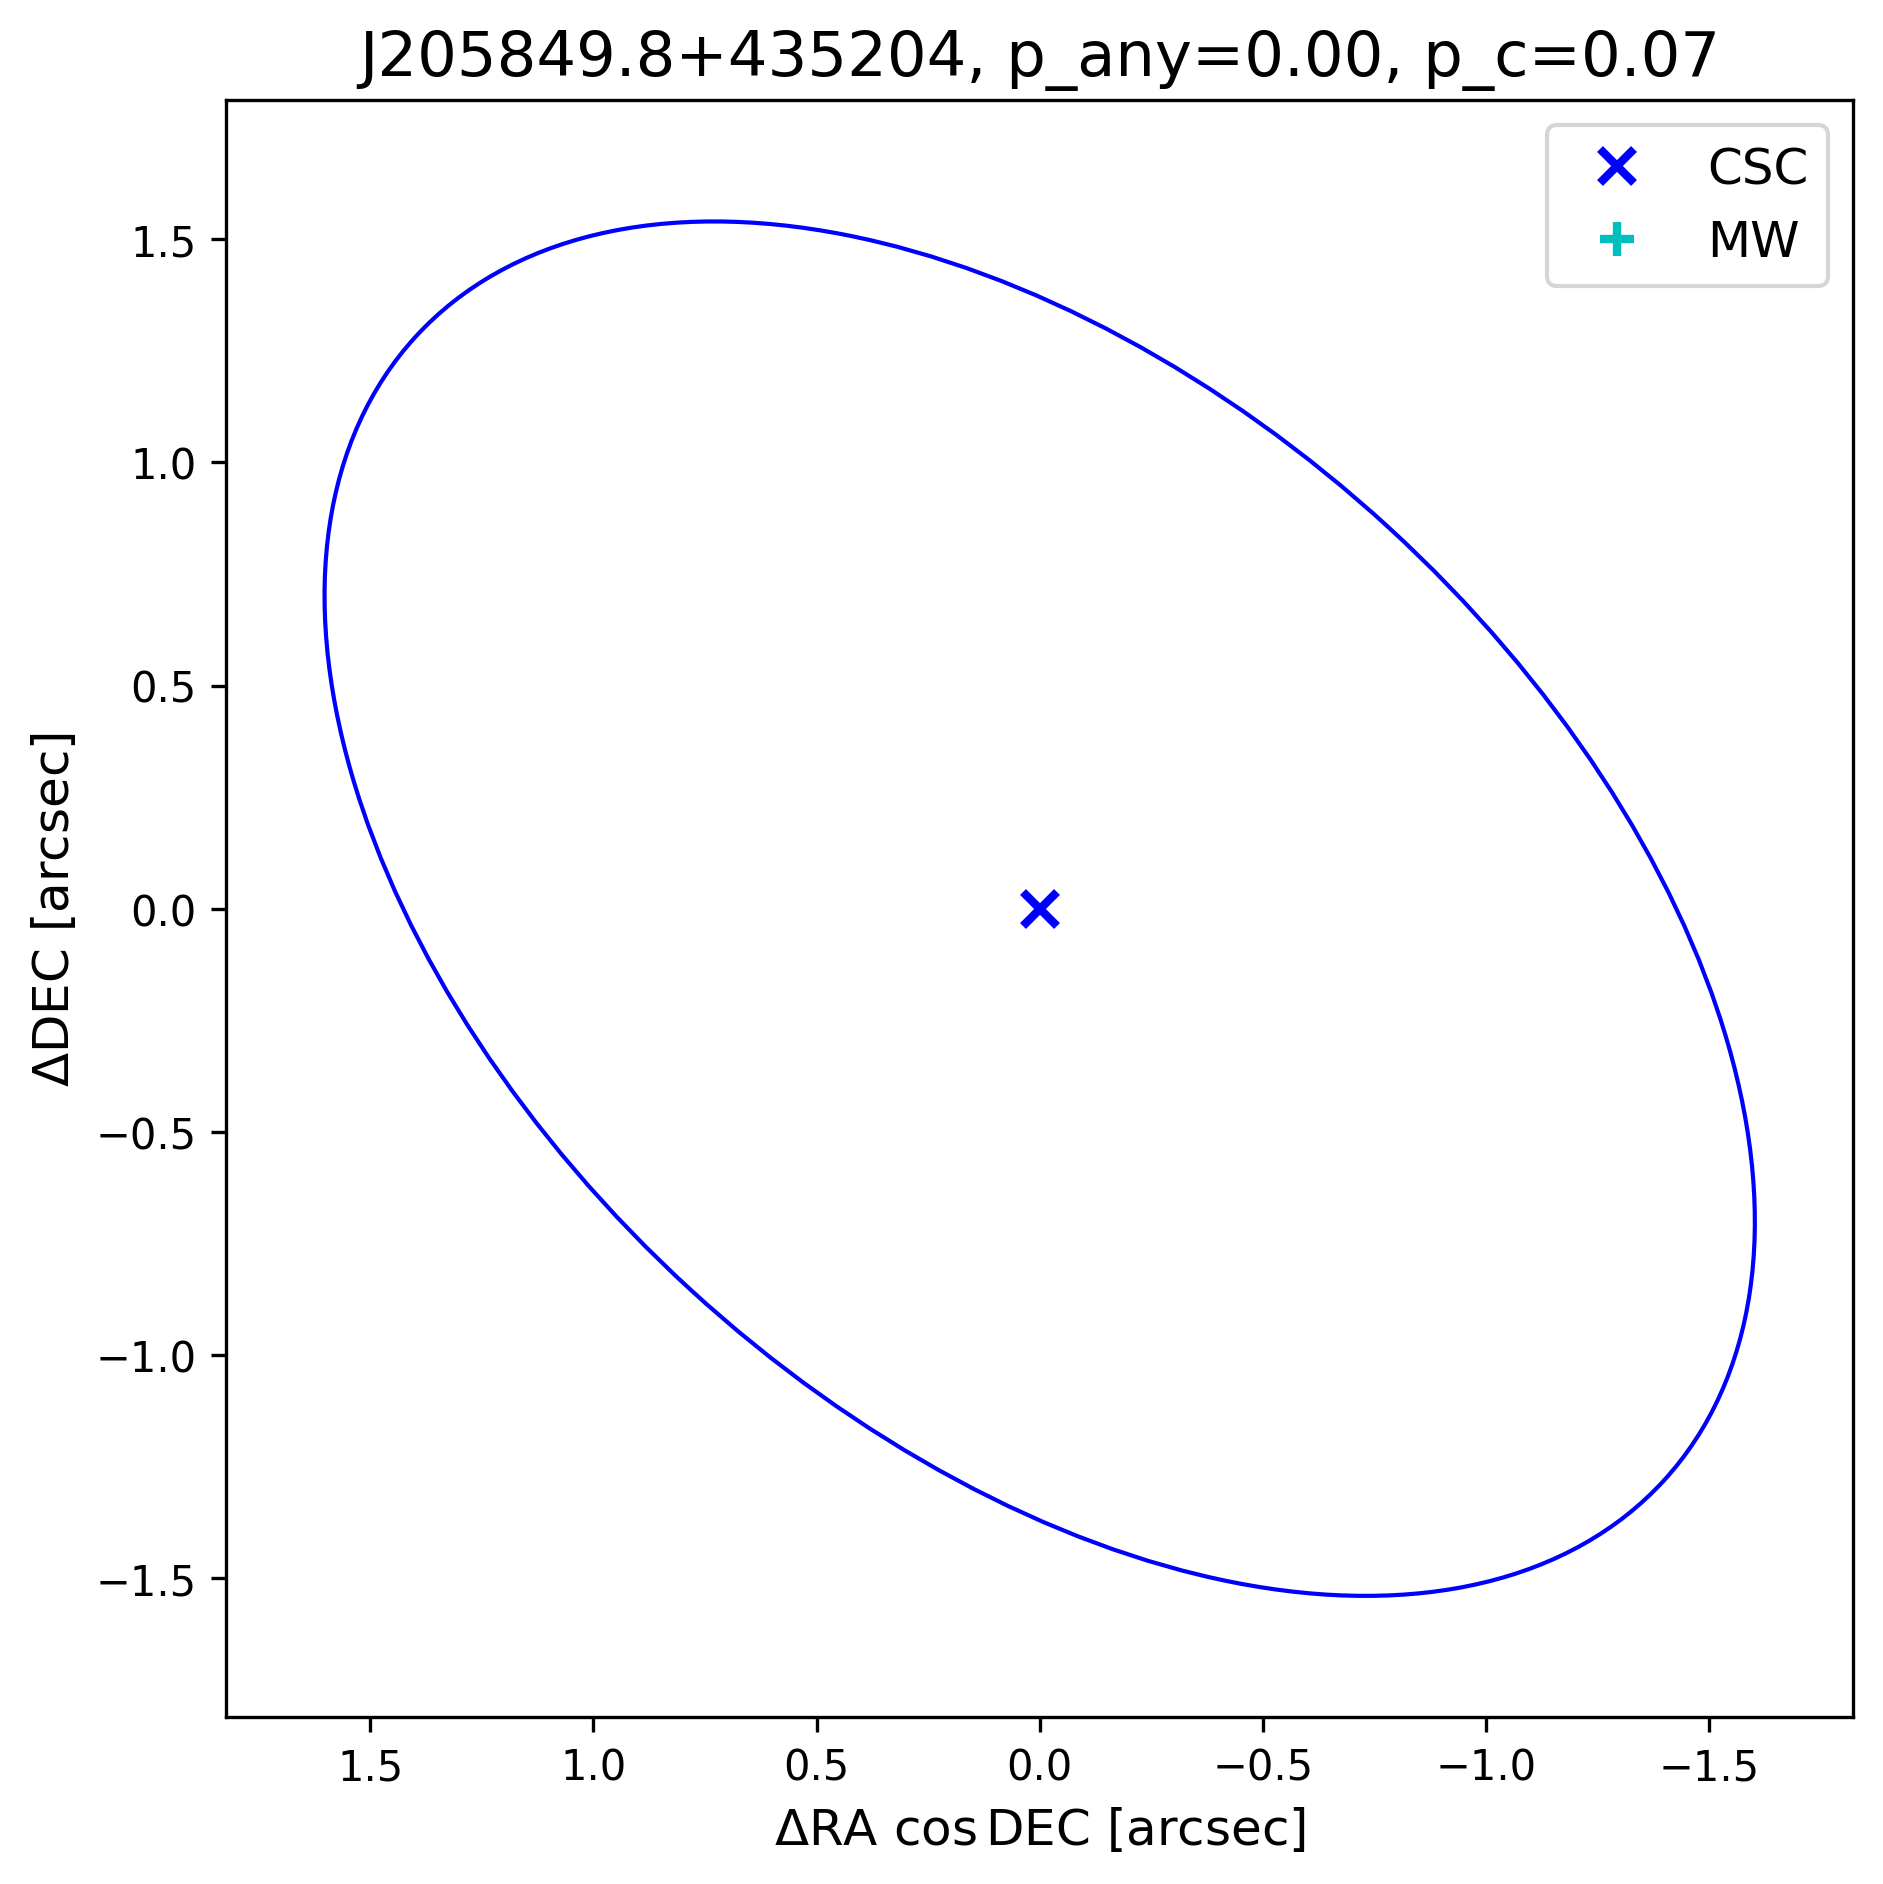 J205849.8+435204, p_any=0.00, p_c=0.07
CSC
MW
1.5
1.0
0.5
0.0
−0.5
−1.0
−1.5
ΔDEC [arcsec]
1.5 1.0 0.5 0.0 −0.5 −1.0 −1.5
ΔRA cos DEC [arcsec]